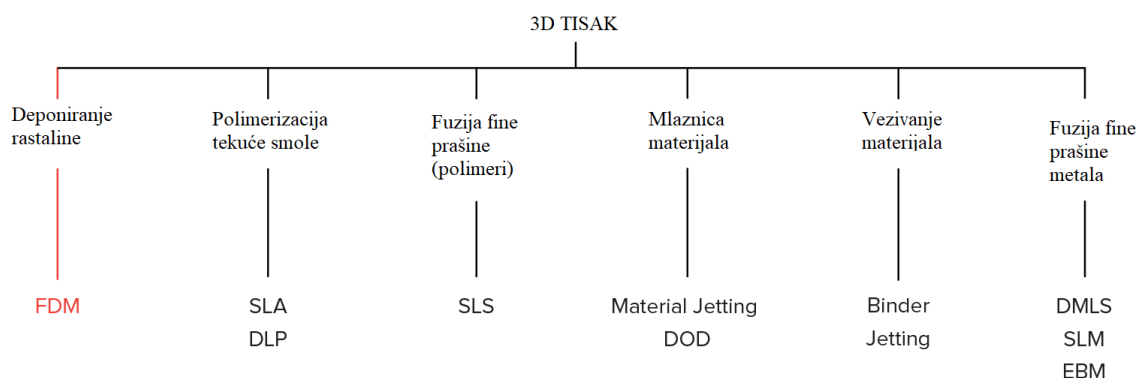 3D TISAK
Deponiranje
rastaline
Polimerizacija
tekuće smole
Fuzija fine
prašine
(polimeri)
Mlaznica
materijala
Vezivanje
materijala
Fuzija fine
prašine
metala
FDM
SLA
DLP
SLS
Material Jetting
DOD
Binder
Jetting
DMLS
SLM
EBM